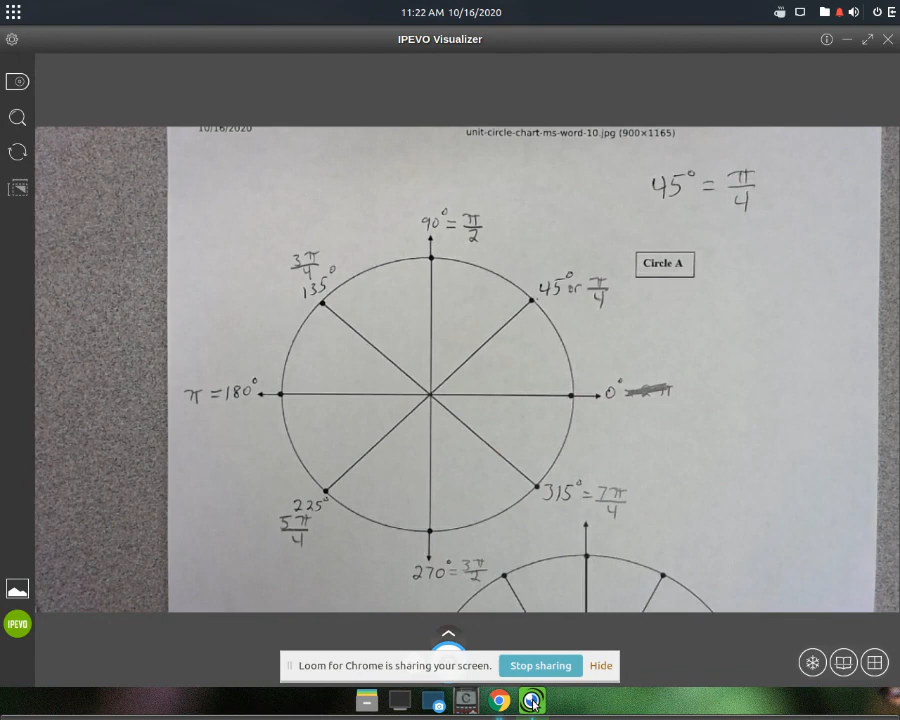 11:22 AM 10/16/2020
IPEVO Visualizer
10/16/2020
unit-circle-chart-ms-word-10.jpg (900×1165)
45° = π/4
90° = π/2
Circle A
3π/4
135°
45° or π/4
π = 180°
0°
315° = 7π/4
225°
5π/4
270° = 3π/2
IPEVO
Loom for Chrome is sharing your screen.
Stop sharing
Hide